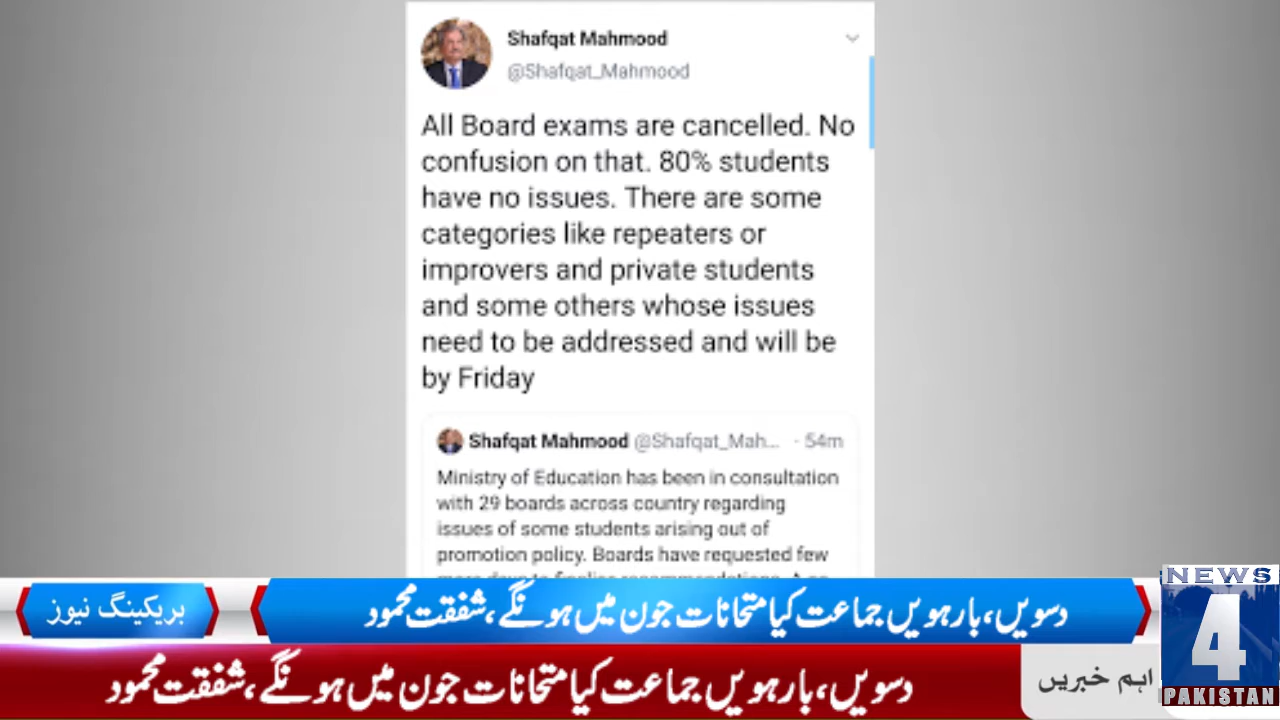 Shafqat Mahmood
@Shafqat_Mahmood
All Board exams are cancelled. No
confusion on that. 80% students
have no issues. There are some
categories like repeaters or
improvers and private students
and some others whose issues
need to be addressed and will be
by Friday
Shafqat Mahmood @Shafqat_Mah... · 54m
Ministry of Education has been in consultation
with 29 boards across country regarding
issues of some students arising out of
promotion policy. Boards have requested few
بریکینگ نیوز
دسویں، بارہویں جماعت کیا متحانات جون میں ہونگے، شفقت محمود
دسویں، بارہویں جماعت کیا متحانات جون میں ہونگے، شفقت محمود
اہم خبریں
NEWS
4
PAKISTAN